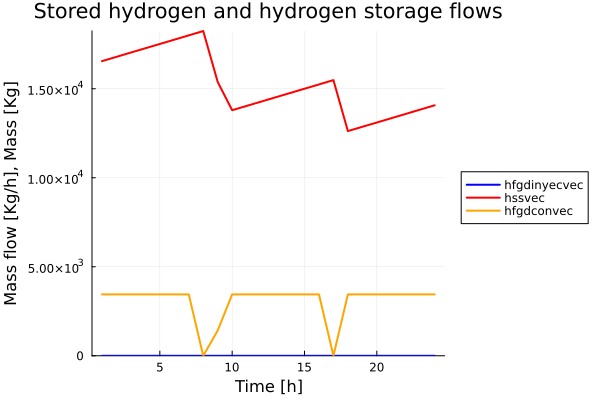 Stored hydrogen and hydrogen storage flows
Mass flow [Kg/h], Mass [Kg]
1.50×10⁴
1.00×10⁴
5.00×10³
0
5 10 15 20
Time [h]
hfgdinyecvec
hssvec
hfgdconvec